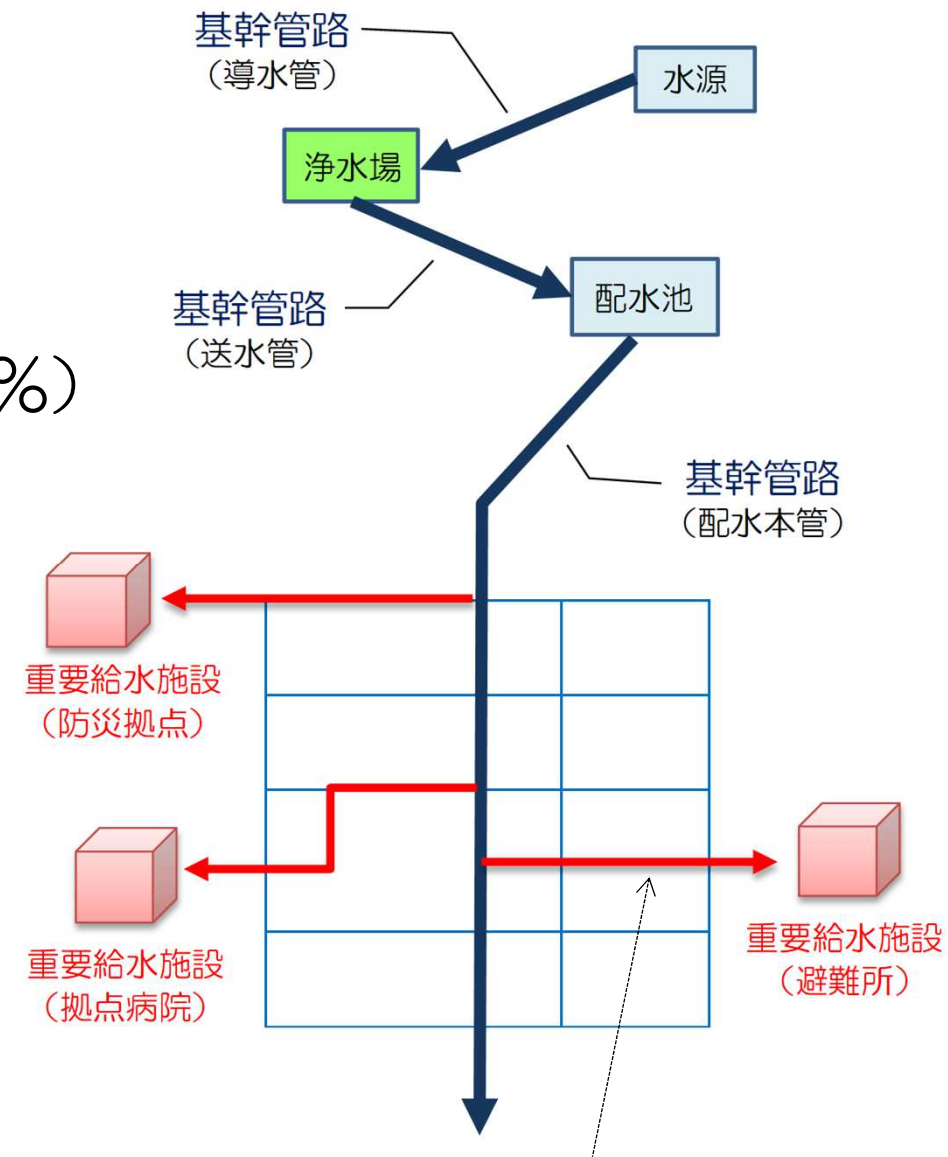 基幹管路
（導水管）
水源
浄水場
基幹管路
（送水管）
配水池
%）
基幹管路
（配水本管）
重要給水施設
（防災拠点）
重要給水施設
（拠点病院）
重要給水施設
（避難所）